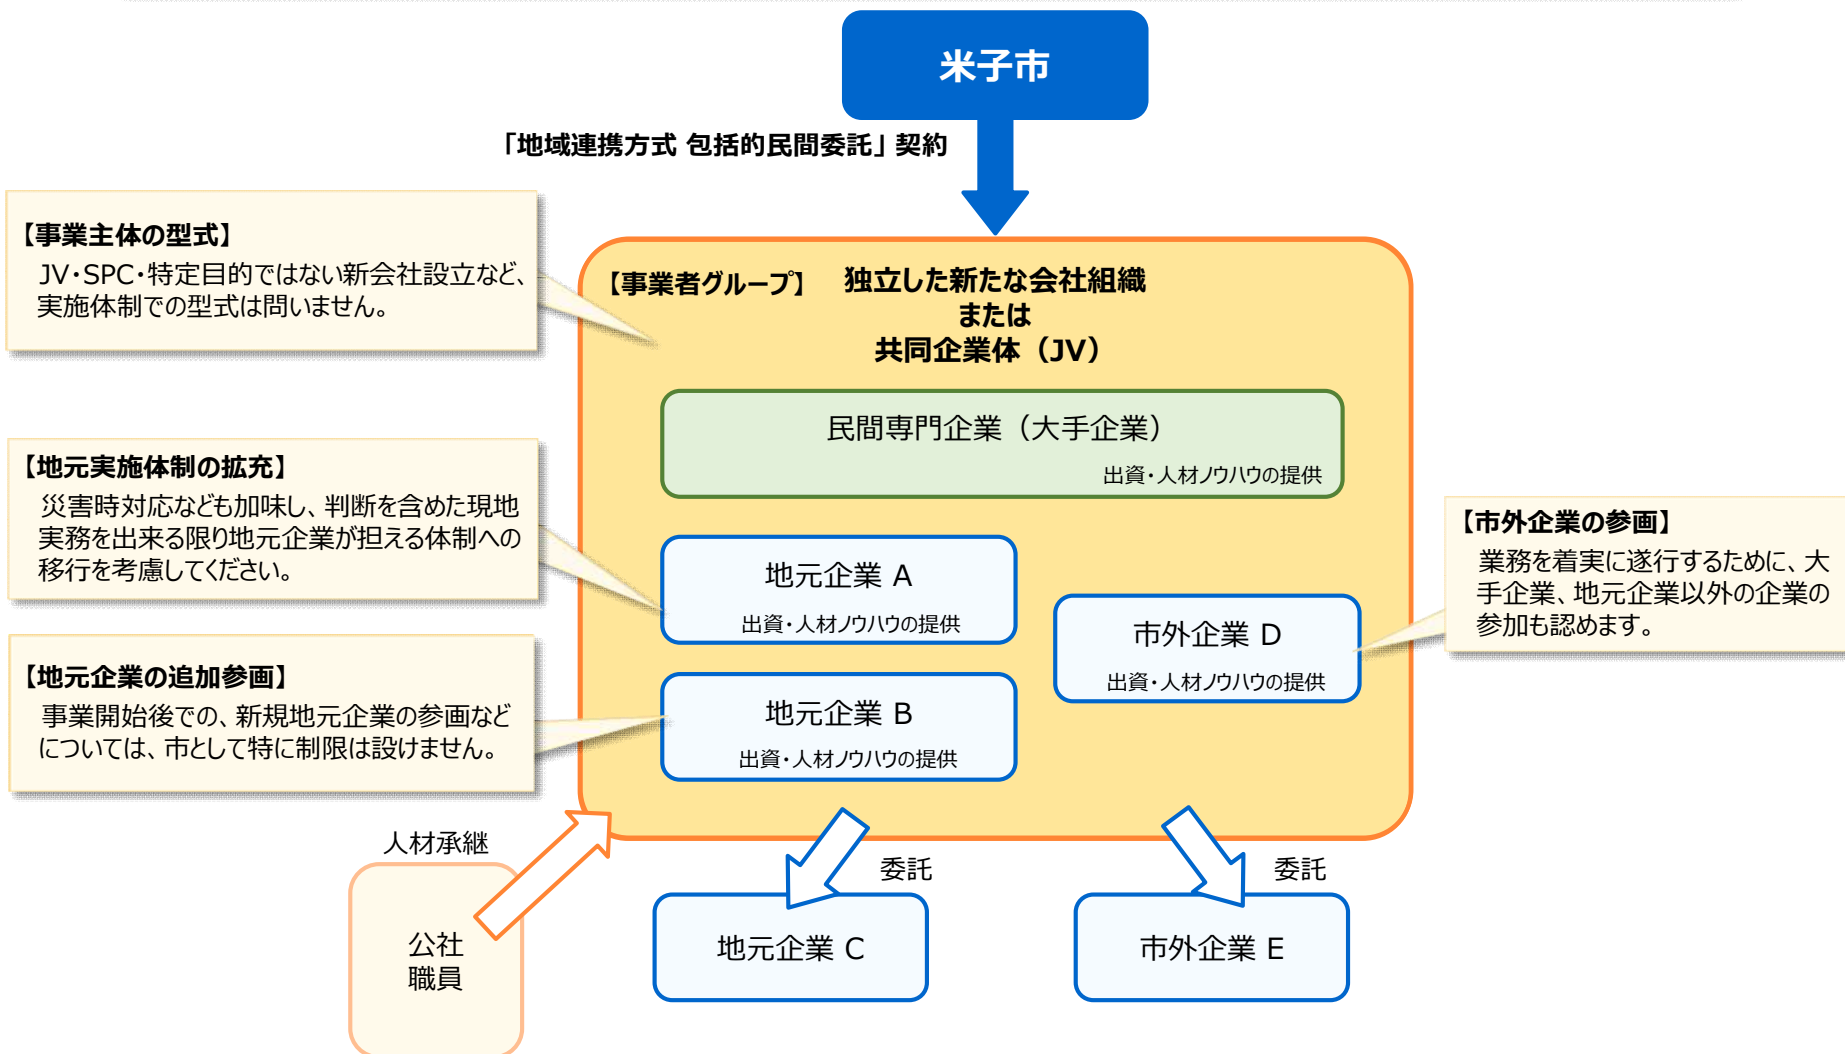 米子市
「地域連携方式 包括的民間委託」契約
【事業主体の型式】
JV・SPC・特定目的ではない新会社設立など、
実施体制での型式は問いません。
【事業者グループ】
独立した新たな会社組織
または
共同企業体（JV）
民間専門企業（大手企業）
出資・人材ノウハウの提供
【地元実施体制の拡充】
災害時対応なども加味し、判断を含めた現地
実務を出来る限り地元企業が担える体制への
移行を考慮してください。
地元企業 A
出資・人材ノウハウの提供
【市外企業の参画】
業務を着実に遂行するために、大
手企業、地元企業以外の企業の
参加も認めます。
市外企業 D
出資・人材ノウハウの提供
【地元企業の追加参画】
事業開始後での、新規地元企業の参画など
については、市として特に制限は設けません。
地元企業 B
出資・人材ノウハウの提供
人材承継
公社
職員
委託
地元企業 C
委託
市外企業 E